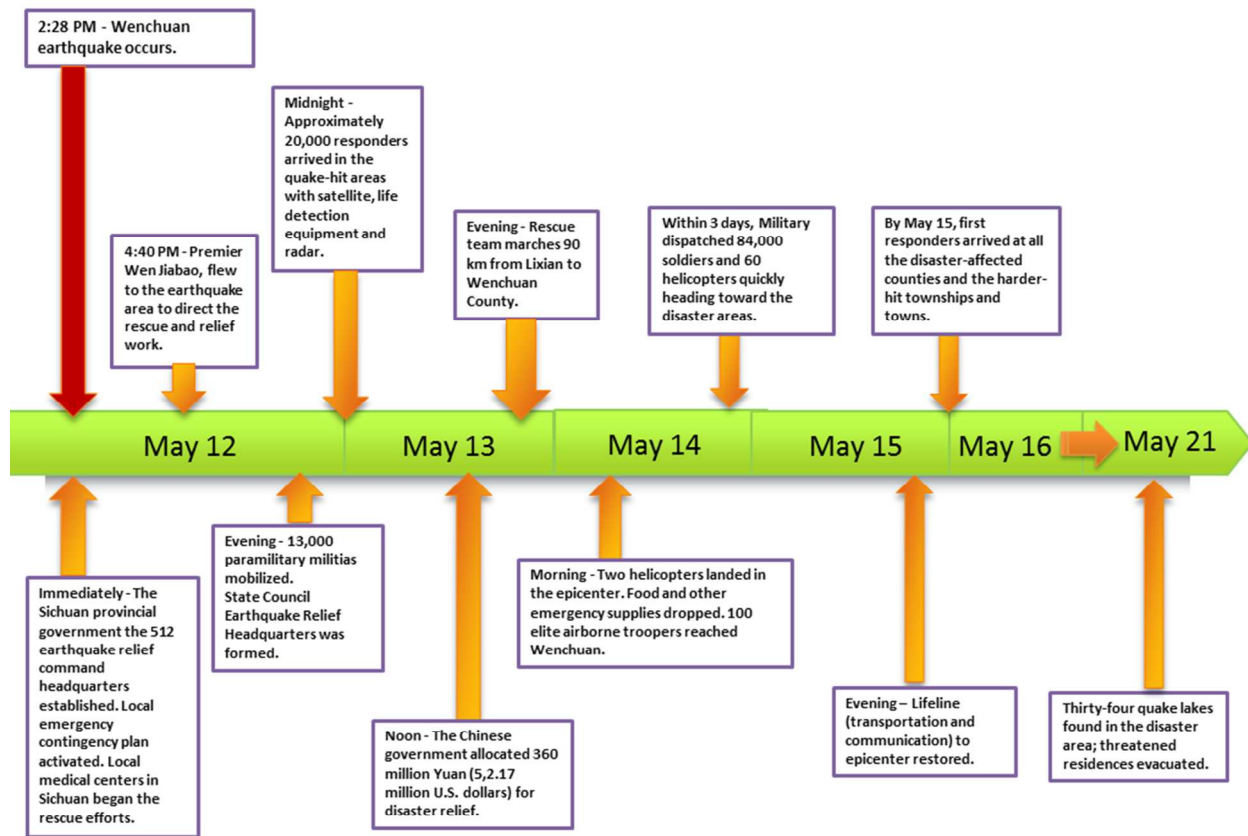 2:28 PM - Wenchuan
earthquake occurs.
Midnight -
Approximately
20,000 responders
arrived in the
quake-hit areas
with satellite, life
detection
equipment and
radar.
4:40 PM - Premier
Wen Jiabao, flew
to the earthquake
area to direct the
rescue and relief
work.
Evening - Rescue
team marches 90
km from Lixian to
Wenchuan
County.
Within 3 days, Military
dispatched 84,000
soldiers and 60
helicopters quickly
heading toward the
disaster areas.
By May 15, first
responders arrived at all
the disaster-affected
counties and the harder-
hit townships and
towns.
May 12
May 13
May 14
May 15
May 16
May 21
Immediately - The
Sichuan provincial
government the 512
earthquake relief
command
headquarters
established. Local
emergency
contingency plan
activated. Local
medical centers in
Sichuan began the
rescue efforts.
Evening - 13,000
paramilitary militias
mobilized.
State Council
Earthquake Relief
Headquarters was
formed.
Noon - The Chinese
government allocated 360
million Yuan (5,2.17
million U.S. dollars) for
disaster relief.
Morning - Two helicopters landed in
the epicenter. Food and other
emergency supplies dropped. 100
elite airborne troopers reached
Wenchuan.
Evening – Lifeline
(transportation and
communication) to
epicenter restored.
Thirty-four quake lakes
found in the disaster
area; threatened
residences evacuated.